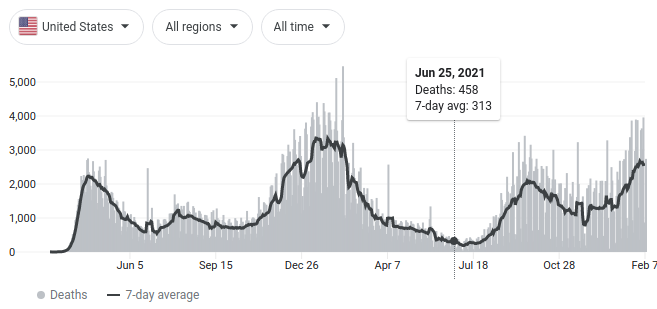 United States All regions All time
Jun 25, 2021
Deaths: 458
7-day avg: 313
5,000
4,000
3,000
2,000
1,000
0
Jun 5 Sep 15 Dec 26 Apr 7 Jul 18 Oct 28 Feb 7
Deaths 7-day average